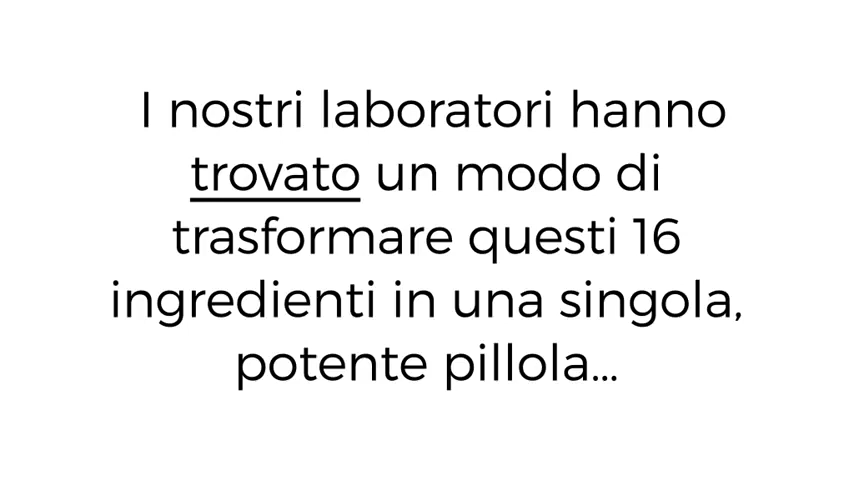 I nostri laboratori hanno
trovato un modo di
trasformare questi 16
ingredienti in una singola,
potente pillola...